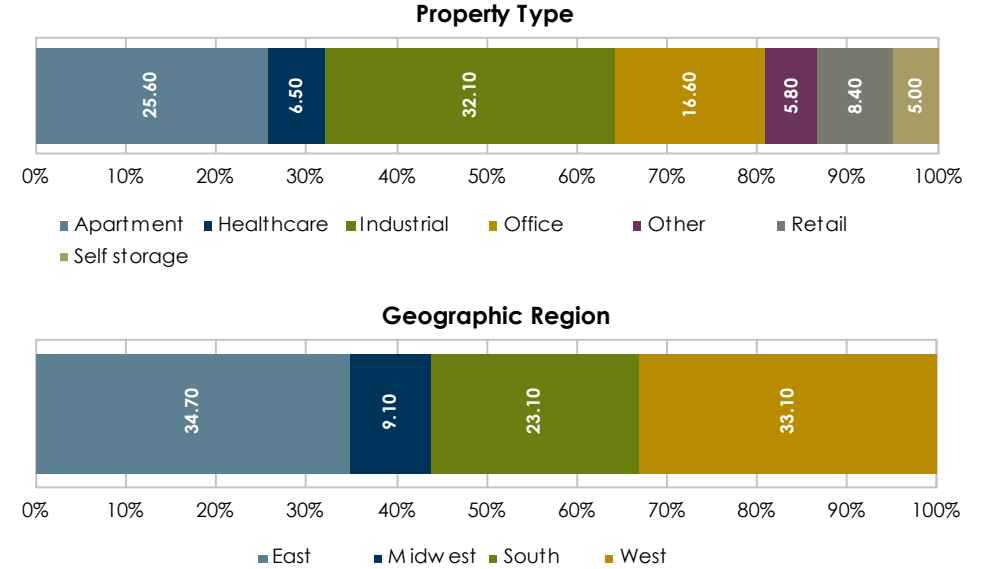 Property Type
25.60 6.50 32.10 16.60 5.80 8.40 5.00
0% 10% 20% 30% 40% 50% 60% 70% 80% 90% 100%
Apartment Healthcare Industrial Office Other Retail
Self storage
Geographic Region
34.70 9.10 23.10 33.10
0% 10% 20% 30% 40% 50% 60% 70% 80% 90% 100%
East Midwest South West